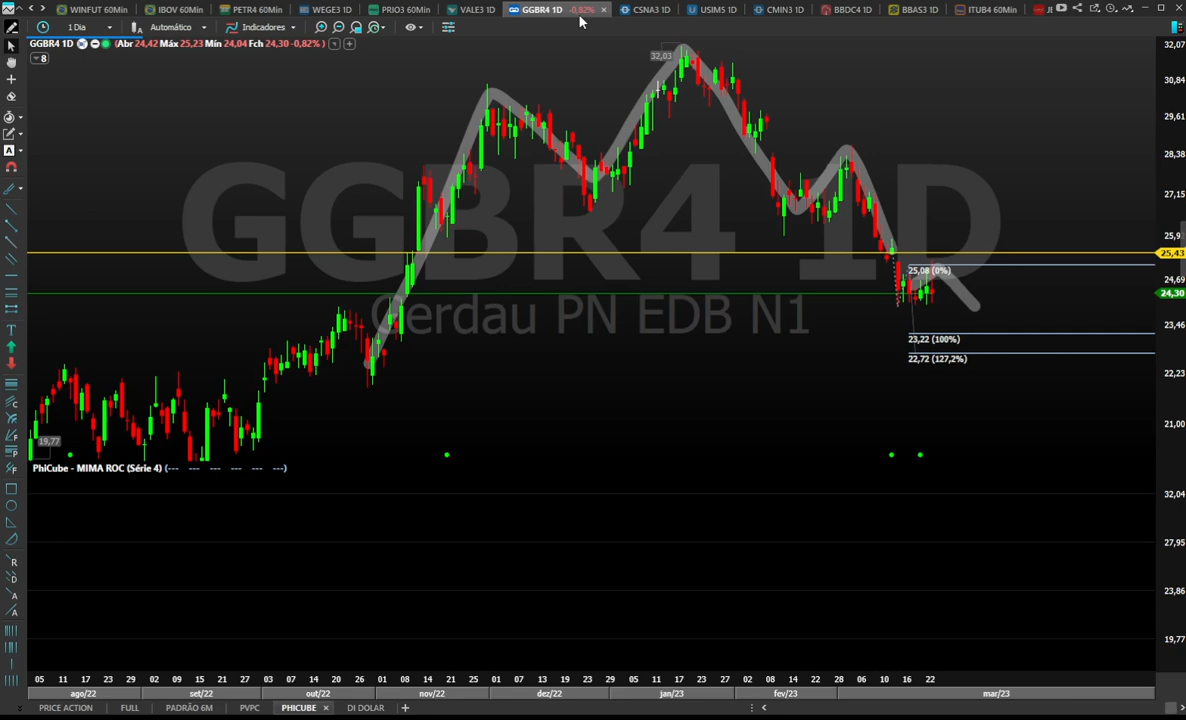 WINFUT 60Min IBOV 60Min PETR4 60Min WEGE3 1D PRIO3 60Min VALE3 1D GGBR4 1D -0,82% × CSNA3 1D USIM5 1D CMIN3 1D BBDC4 1D BBAS3 1D ITUB4 60Min
1 Dia Automático Indicadores
GGBR4 1D (Abr 24,42 Máx 25,23 Mín 24,04 Fch 24,30 -0,82% )
8
32,03
32,07
30,84
29,61
28,38
27,15
GGBR4 1D
25,43
25,08 (0%)
24,69
24,30
Gerdau PN EDB N1
23,46
23,22 (100%)
22,72 (127,2%)
22,23
21,00
19,77
PhiCube - MIMA ROC (Série 4) (--- --- --- --- --- ---)
32,04
27,95
23,86
19,77
05 11 17 23 29 02 09 15 21 27 03 07 14 20 26 01 08 14 21 25 01 07 13 19 23 29 05 11 17 23 27 02 08 14 22 28 06 10 16 22
ago/22 set/22 out/22 nov/22 dez/22 jan/23 fev/23 mar/23
PRICE ACTION FULL PADRÃO 6M PVPC PHICUBE × DI DOLAR +